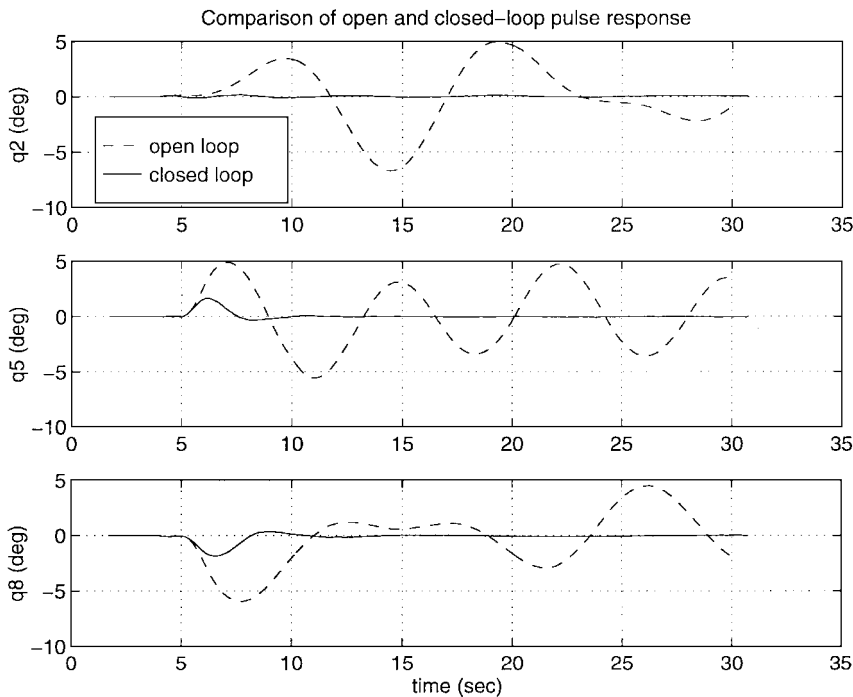 Comparison of open and closed-loop pulse response
5
0
-5
-10
q2 (deg)
open loop
closed loop
0 5 10 15 20 25 30 35
5
0
-5
-10
q5 (deg)
0 5 10 15 20 25 30 35
5
0
-5
-10
q8 (deg)
0 5 10 15 20 25 30 35
time (sec)